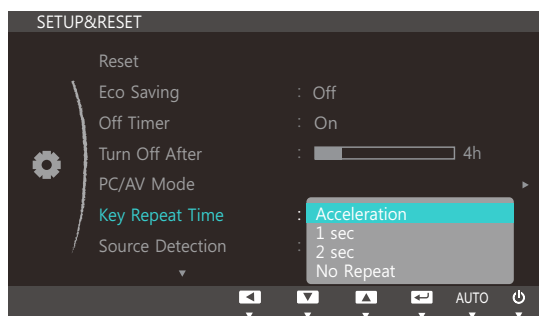 SETUP&RESET
Reset
Eco Saving : Off
Off Timer : On
Turn Off After : 4h
PC/AV Mode
Key Repeat Time : Acceleration
1 sec
Source Detection : 2 sec
No Repeat
AUTO